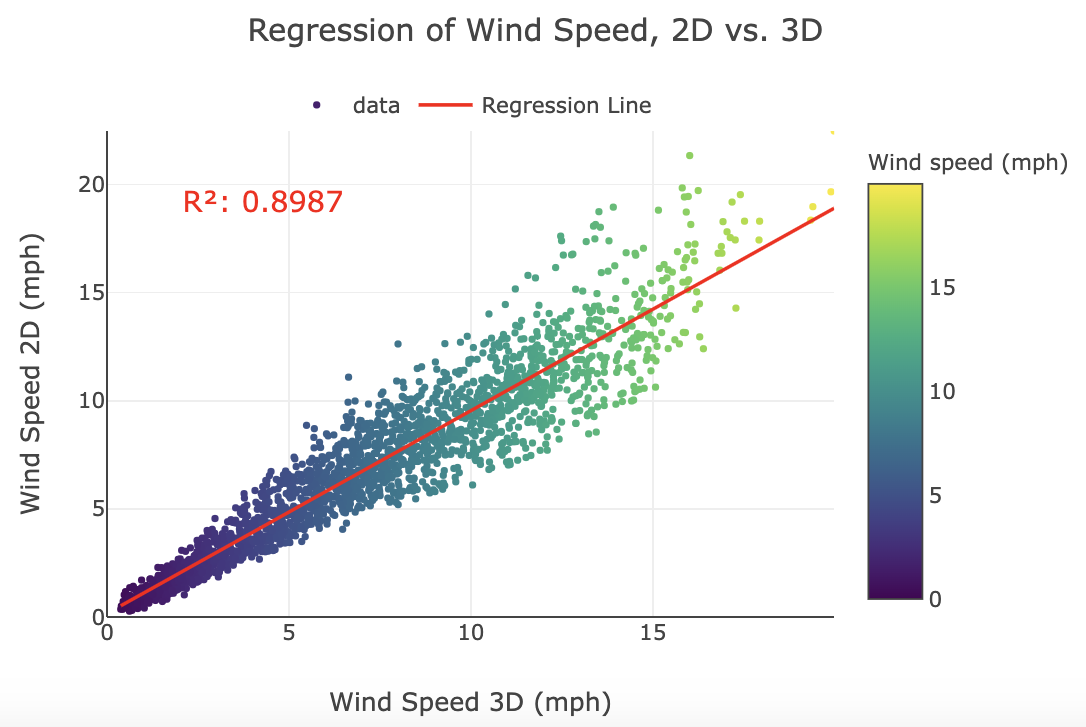 Regression of Wind Speed, 2D vs. 3D
data
Regression Line
Wind speed (mph)
R²: 0.8987
20
15
10
5
0
Wind Speed 2D (mph)
0
5
10
15
Wind Speed 3D (mph)
15
10
5
0